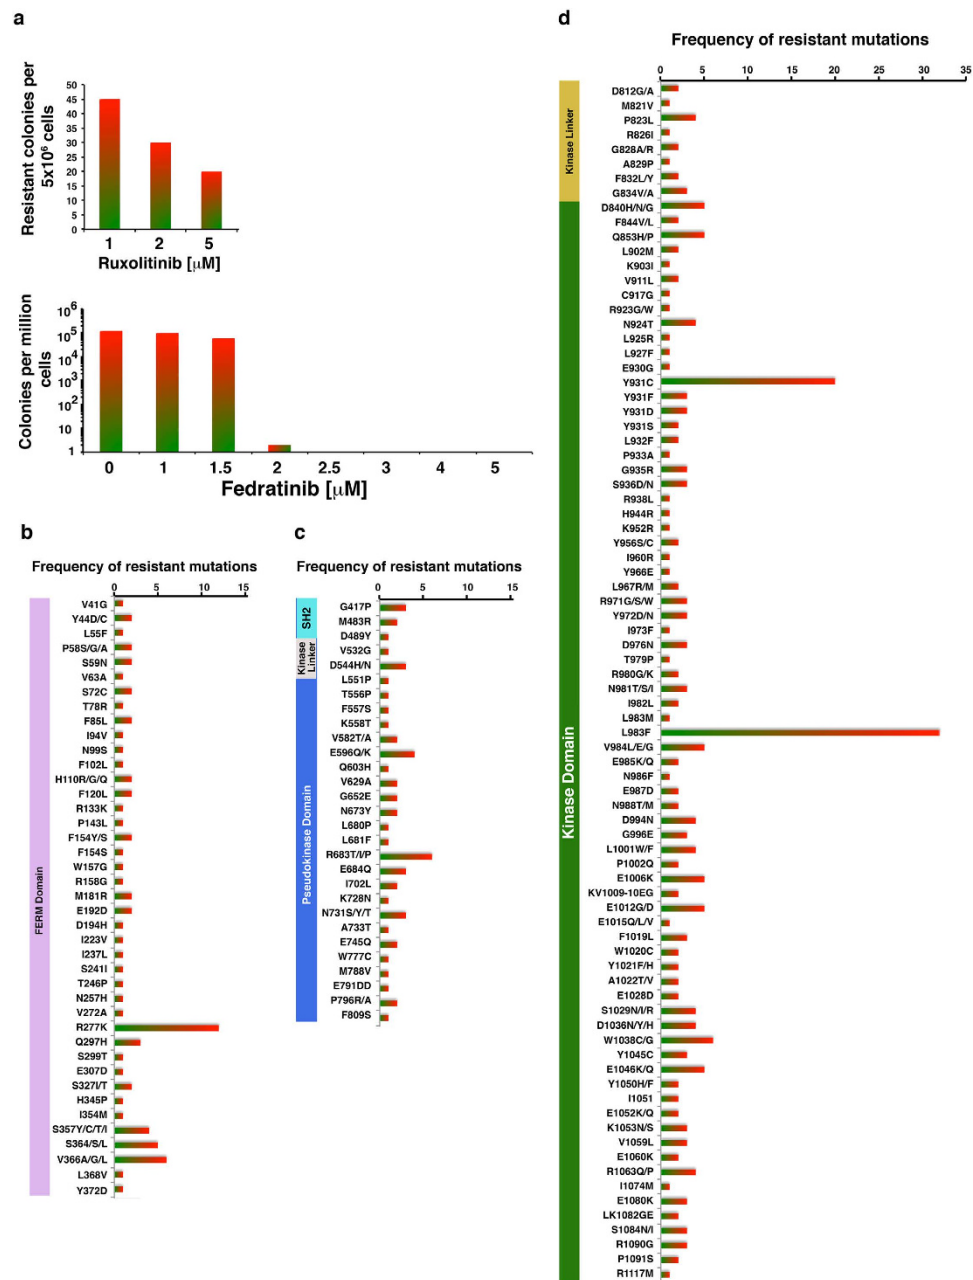 a
Resistant colonies per
5x10⁶ cells
50
45
40
35
30
25
20
15
10
5
0
1 2 5
Ruxolitinib [µM]
Colonies per million
cells
10⁶
10⁵
10⁴
10³
10²
10
1
0 1 1.5 2 2.5 3 4 5
Fedratinib [µM]
b
Frequency of resistant mutations
0 5 10 15
FERM Domain
V41G
Y44D/C
L55F
P58S/G/A
S59N
V63A
S72C
T78R
F85L
I94V
N99S
F102L
H110R/G/Q
F120L
R133K
P143L
F154Y/S
F154S
W157G
R158G
M181R
E192D
D194H
I223V
I237L
S241I
T246P
N257H
V272A
R277K
Q297H
S299T
E307D
S327I/T
H345P
I354M
S357Y/C/T/I
S364/S/L
V366A/G/L
L368V
Y372D
c
Frequency of resistant mutations
0 5 10 15
SH2
Kinase
Linker
Pseudokinase Domain
G417P
M483R
D489Y
V532G
D544H/N
L551P
T556P
F557S
K558T
V582T/A
E596Q/K
Q603H
V629A
G652E
N673Y
L680P
L681F
R683T/I/P
E684Q
I702L
K728N
N731S/Y/T
A733T
E745Q
W777C
M788V
E791DD
P796R/A
F809S
d
Frequency of resistant mutations
0 5 10 15 20 25 30 35
Kinase Linker
Kinase Domain
D812G/A
M821V
P823L
R826I
G828A/R
A829P
F832L/Y
G834V/A
D840H/N/G
F844V/L
Q853H/P
L902M
K903I
V911L
C917G
R923G/W
N924T
L925R
L927F
E930G
Y931C
Y931F
Y931D
Y931S
L932F
P933A
G935R
S936D/N
R938L
H944R
K952R
Y956S/C
I960R
Y966E
L967R/M
R971G/S/W
Y972D/N
I973F
D976N
T979P
R980G/K
N981T/S/I
I982L
L983M
L983F
V984L/E/G
E985K/Q
N986F
E987D
N988T/M
D994N
G996E
L1001W/F
P1002Q
E1006K
KV1009-10EG
E1012G/D
E1015Q/L/V
F1019L
W1020C
Y1021F/H
A1022T/V
E1028D
S1029N/I/R
D1036N/Y/H
W1038C/G
Y1045C
E1046K/Q
Y1050H/F
I1051
E1052K/Q
K1053N/S
V1059L
E1060K
R1063Q/P
I1074M
E1080K
LK1082GE
S1084N/I
R1090G
P1091S
R1117M